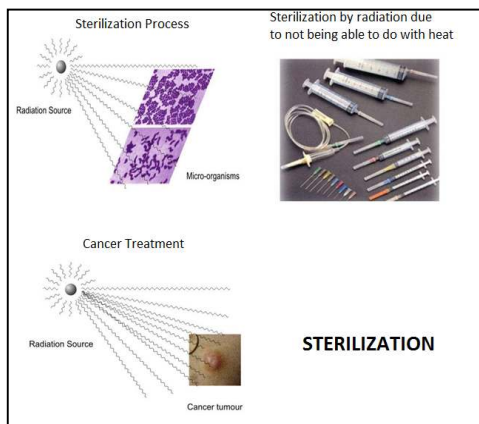 Sterilization Process
Radiation Source
Micro-organisms
Sterilization by radiation due
to not being able to do with heat
Cancer Treatment
Radiation Source
Cancer tumour
STERILIZATION